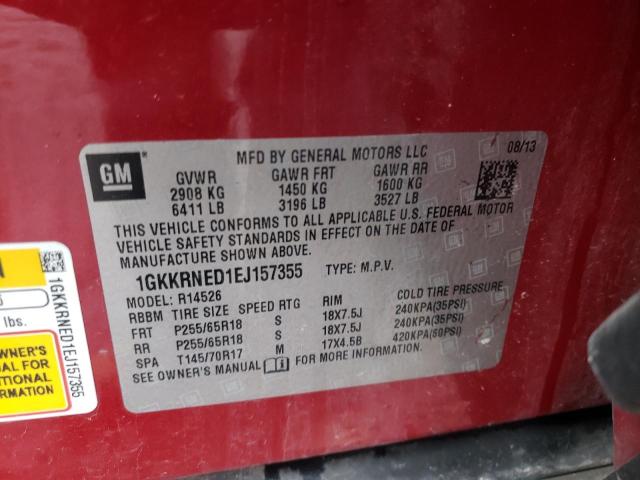 GM
MFD BY GENERAL MOTORS LLC 08/13
GVWR GAWR FRT GAWR RR
2908 KG 1450 KG 1600 KG
6411 LB 3196 LB 3527 LB
THIS VEHICLE CONFORMS TO ALL APPLICABLE U.S. FEDERAL MOTOR
VEHICLE SAFETY STANDARDS IN EFFECT ON THE DATE OF
MANUFACTURE SHOWN ABOVE.
1GKKRNED1EJ157355 TYPE: M.P.V.
MODEL: R14526
RBBM TIRE SIZE SPEED RTG RIM COLD TIRE PRESSURE
FRT P255/65R18 S 18X7.5J 240KPA(35PSI)
RR P255/65R18 S 18X7.5J 240KPA(35PSI)
SPA T145/70R17 M 17X4.5B 420KPA(60PSI)
SEE OWNER'S MANUAL FOR MORE INFORMATION.
lbs.
OWNER'S
UAL FOR
TIONAL
RMATION
1GKKRNED1EJ157355